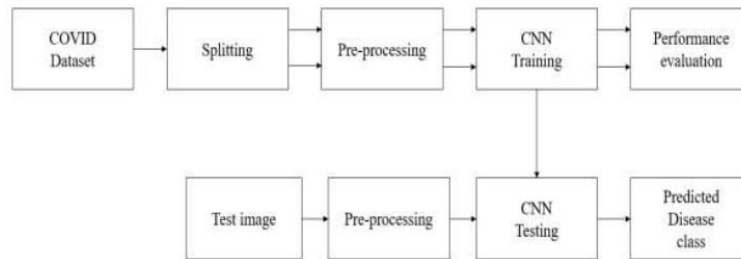 COVID
Dataset
Splitting
Pre-processing
CNN
Training
Performance
evaluation
Test image
Pre-processing
CNN
Testing
Predicted
Disease
class